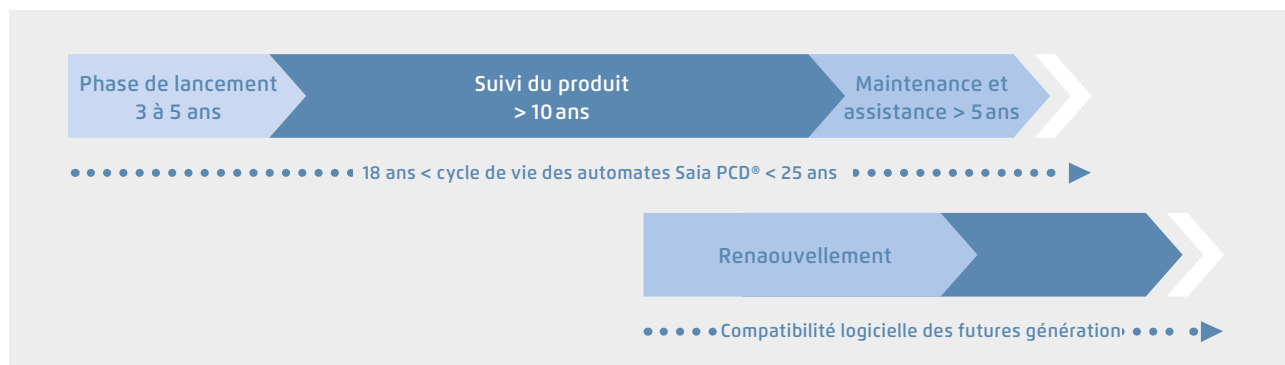 Phase de lancement
3 à 5 ans
Suivi du produit
> 10 ans
Maintenance et
assistance > 5 ans
18 ans < cycle de vie des automates Saia PCD® < 25 ans
Renaouvellement
Compatibilité logicielle des futures génération